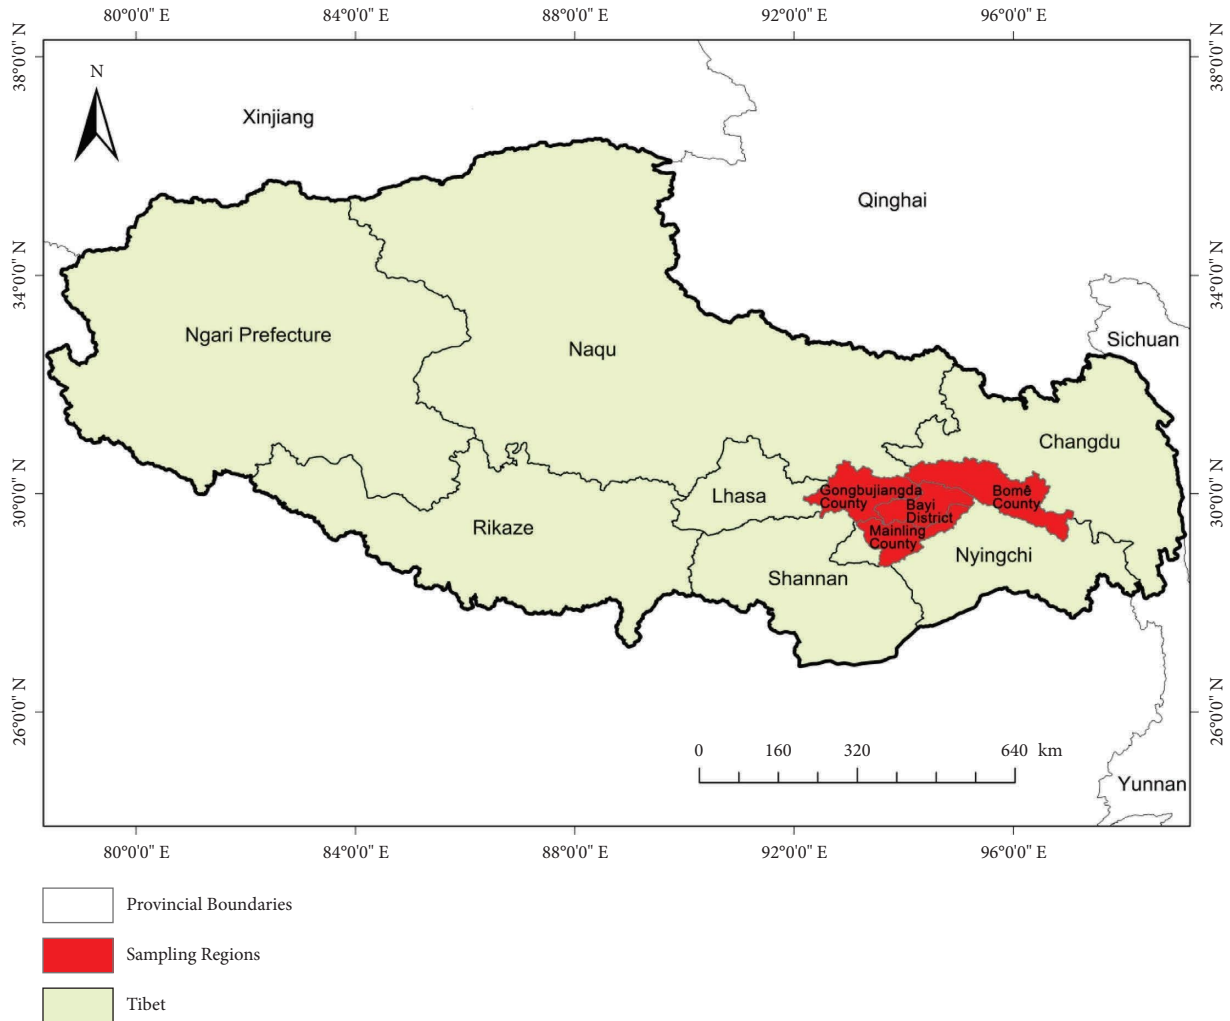 80°0'0" E
84°0'0" E
88°0'0" E
92°0'0" E
96°0'0" E
38°0'0" N
38°0'0" N
N
Xinjiang
Qinghai
34°0'0" N
34°0'0" N
Ngari Prefecture
Naqu
Sichuan
Changdu
30°0'0" N
30°0'0" N
Lhasa
Gongbujiangda
County
Bomê
County
Bayi
District
Rikaze
Mainling
County
Nyingchi
Shannan
26°0'0" N
26°0'0" N
0 160 320 640 km
Yunnan
80°0'0" E
84°0'0" E
88°0'0" E
92°0'0" E
96°0'0" E
Provincial Boundaries
Sampling Regions
Tibet